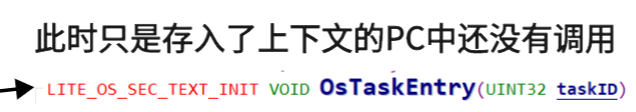 此时只是存入了上下文的PC中还没有调用
LITE_OS_SEC_TEXT_INIT VOID OsTaskEntry(UINT32 taskID)